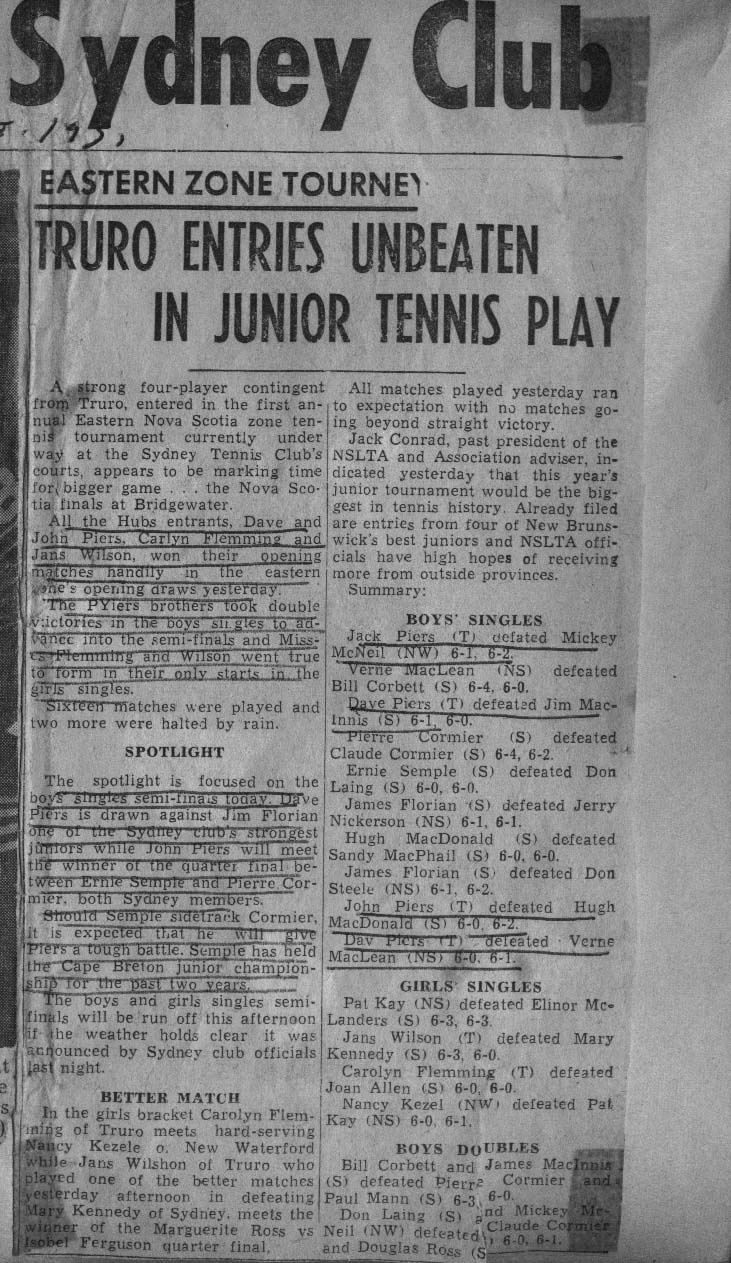 Sydney Club
EASTERN ZONE TOURNEY
TRURO ENTRIES UNBEATEN
IN JUNIOR TENNIS PLAY
A strong four-player contingent
from Truro, entered in the first an-
nual Eastern Nova Scotia zone ten-
nis tournament currently under
way at the Sydney Tennis Club's
courts, appears to be marking time
for bigger game . . . the Nova Sco-
tia finals at Bridgewater.
All the Hubs entrants, Dave and
John Piers, Carlyn Flemming and
Jans Wilson, won their opening
matches handily in the eastern
zone's opening draws yesterday.
The PYiers brothers took double
victories in the boys singles to ad-
vance into the semi-finals and Miss-
es Flemming and Wilson went true
to form in their only starts in the
girls' singles.
Sixteen matches were played and
two more were halted by rain.
SPOTLIGHT
The spotlight is focused on the
boys' singles semi-finals today. Dave
Piers is drawn against Jim Florian
one of the Sydney club's strongest
juniors while John Piers will meet
the winner of the quarter final be-
tween Ernie Semple and Pierre Cor-
mier, both Sydney members.
Should Semple sidetrack Cormier,
it is expected that he will give
Piers a tough battle. Semple has held
the Cape Breton junior champion-
ship for the past two years.
The boys and girls singles semi-
finals will be run off this afternoon
if the weather holds clear it was
announced by Sydney club officials
last night.
BETTER MATCH
In the girls bracket Carolyn Flem-
ming of Truro meets hard-serving
Nancy Kezele o. New Waterford
while Jans Wilshon of Truro who
played one of the better matches
yesterday afternoon in defeating
Mary Kennedy of Sydney, meets the
winner of the Marguerite Ross vs
Isobel Ferguson quarter final.
All matches played yesterday ran
to expectation with no matches go-
ing beyond straight victory.
Jack Conrad, past president of the
NSLTA and Association adviser, in-
dicated yesterday that this year's
junior tournament would be the big-
gest in tennis history. Already filed
are entries from four of New Bruns-
wick's best juniors and NSLTA offi-
cials have high hopes of receiving
more from outside provinces.
Summary:
BOYS' SINGLES
Jack Piers (T) defated Mickey
McNeil (NW) 6-1, 6-2.
Verne MacLean (NS) defeated
Bill Corbett (S) 6-4, 6-0.
Dave Piers (T) defeated Jim Mac-
Innis (S) 6-1, 6-0.
Pierre Cormier (S) defeated
Claude Cormier (S) 6-4, 6-2.
Ernie Semple (S) defeated Don
Laing (S) 6-0, 6-0.
James Florian (S) defeated Jerry
Nickerson (NS) 6-1, 6-1.
Hugh MacDonald (S) defeated
Sandy MacPhail (S) 6-0, 6-0.
James Florian (S) defeated Don
Steele (NS) 6-1, 6-2.
John Piers (T) defeated Hugh
MacDonald (S) 6-0, 6-2.
Dav Piers (T) defeated Verne
MacLean (NS) 6-0, 6-1.
GIRLS' SINGLES
Pat Kay (NS) defeated Elinor Mc-
Landers (S) 6-3, 6-3.
Jans Wilson (T) defeated Mary
Kennedy (S) 6-3, 6-0.
Carolyn Flemming (T) defeated
Joan Allen (S) 6-0, 6-0.
Nancy Kezel (NW) defeated Pat
Kay (NS) 6-0, 6-1.
BOYS DOUBLES
Bill Corbett and James MacInnis
(S) defeated Pierre Cormier and
Paul Mann (S) 6-3, 6-0.
Don Laing (S) and Mickey Mc-
Neil (NW) defeated Claude Cormier
and Douglas Ross (S) 6-0, 6-1.